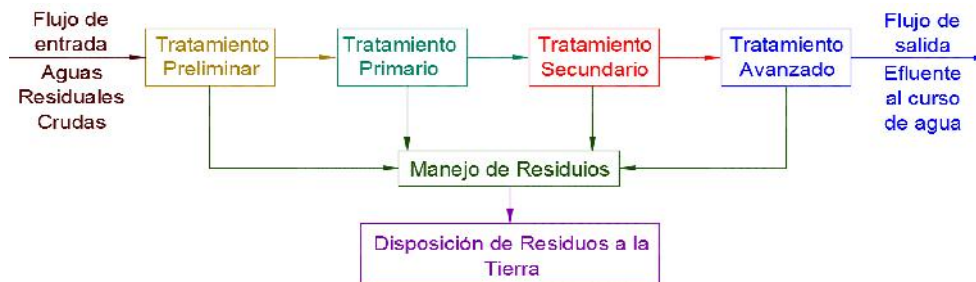 Flujo de
entrada
Aguas
Residuales
Crudas
Tratamiento
Preliminar
Tratamiento
Primario
Tratamiento
Secundario
Tratamiento
Avanzado
Flujo de
salida
Efluente
al curso
de agua
Manejo de Residuios
Disposición de Residuos a la
Tierra